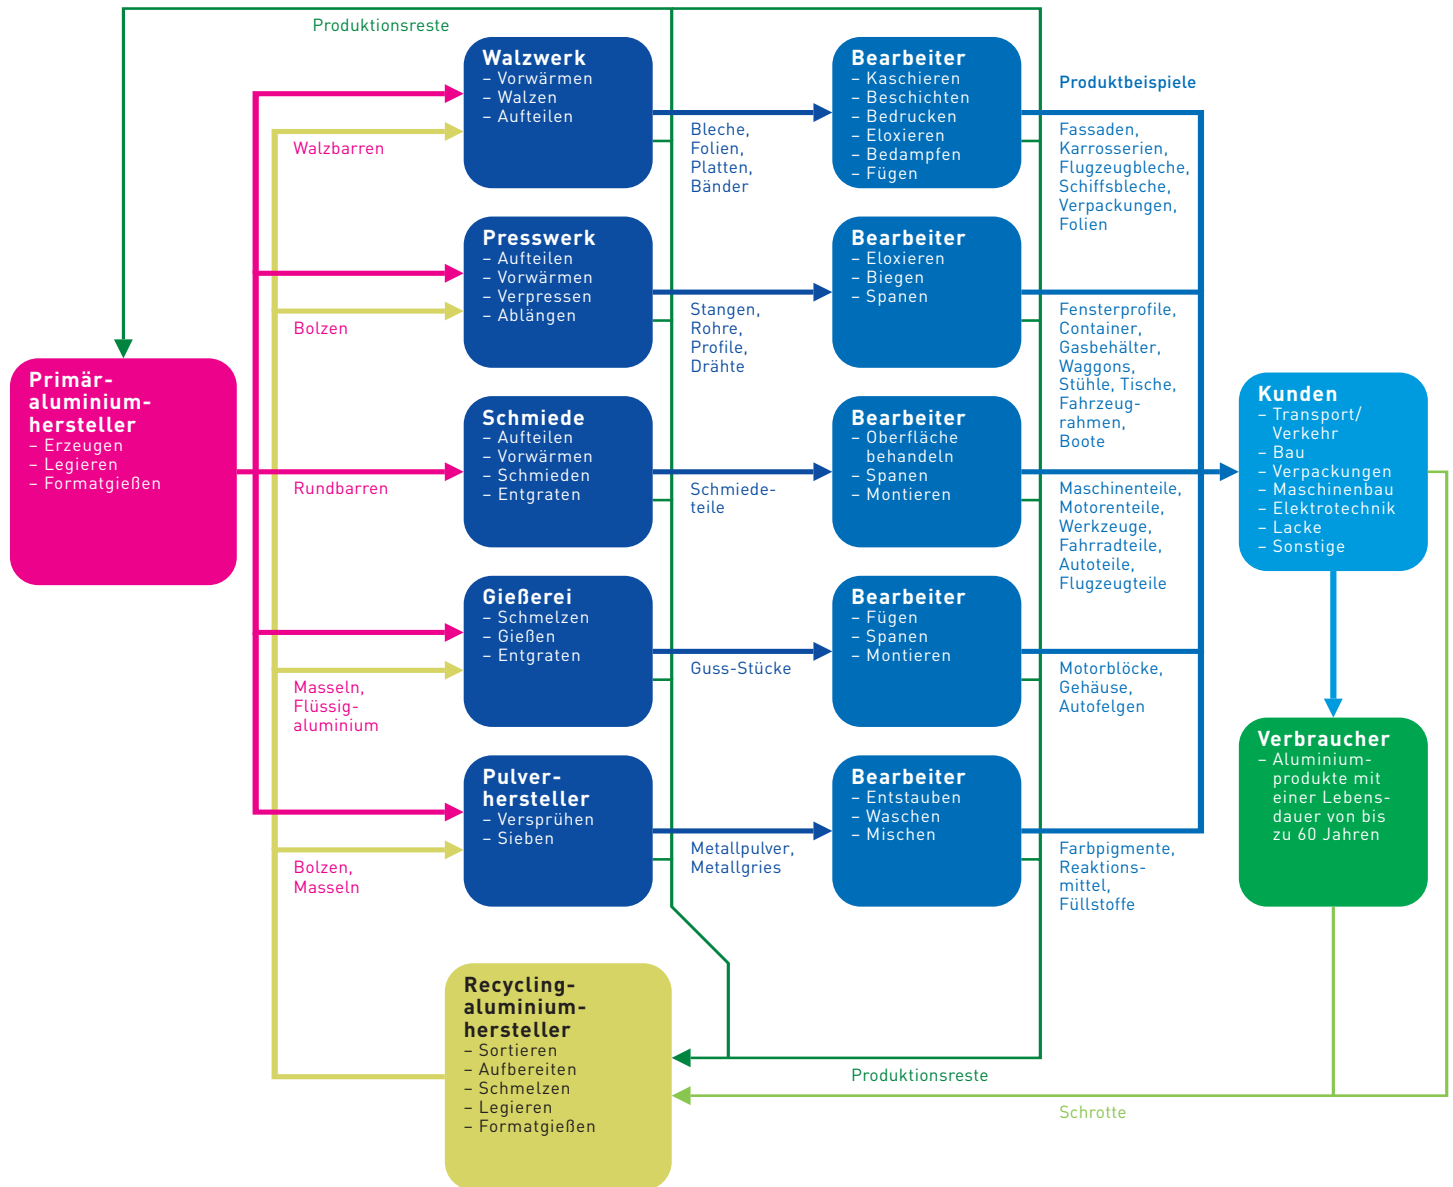 Produktionsreste
Primär-
aluminium-
hersteller
– Erzeugen
– Legieren
– Formatgießen
Walzbarren
Bolzen
Rundbarren
Masseln,
Flüssig-
aluminium
Bolzen,
Masseln
Walzwerk
– Vorwärmen
– Walzen
– Aufteilen
Presswerk
– Aufteilen
– Vorwärmen
– Verpressen
– Ablängen
Schmiede
– Aufteilen
– Vorwärmen
– Schmieden
– Entgraten
Gießerei
– Schmelzen
– Gießen
– Entgraten
Pulver-
hersteller
– Versprühen
– Sieben
Recycling-
aluminium-
hersteller
– Sortieren
– Aufbereiten
– Schmelzen
– Legieren
– Formatgießen
Bleche,
Folien,
Platten,
Bänder
Stangen,
Rohre,
Profile,
Drähte
Schmiede-
teile
Guss-Stücke
Metallpulver,
Metallgries
Bearbeiter
– Kaschieren
– Beschichten
– Bedrucken
– Eloxieren
– Bedampfen
– Fügen
Bearbeiter
– Eloxieren
– Biegen
– Spanen
Bearbeiter
– Oberfläche
behandeln
– Spanen
– Montieren
Bearbeiter
– Fügen
– Spanen
– Montieren
Bearbeiter
– Entstauben
– Waschen
– Mischen
Produktbeispiele
Fassaden,
Karrosserien,
Flugzeugbleche,
Schiffsbleche,
Verpackungen,
Folien
Fensterprofile,
Container,
Gasbehälter,
Waggons,
Stühle, Tische,
Fahrzeug-
rahmen,
Boote
Maschinenteile,
Motorenteile,
Werkzeuge,
Fahrradteile,
Autoteile,
Flugzeugteile
Motorblöcke,
Gehäuse,
Autofelgen
Farbpigmente,
Reaktions-
mittel,
Füllstoffe
Kunden
– Transport/
Verkehr
– Bau
– Verpackungen
– Maschinenbau
– Elektrotechnik
– Lacke
– Sonstige
Verbraucher
– Aluminium-
produkte mit
einer Lebens-
dauer von bis
zu 60 Jahren
Produktionsreste
Schrotte